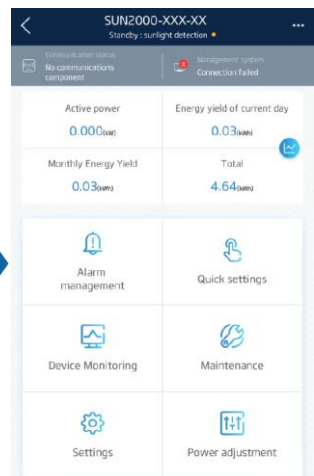 SUN2000-XXX-XX
Standby : sunlight detection
Communication status
No communications
component
Management system
Connection failed
Active power
0.000(kW)
Energy yield of current day
0.03(kWh)
Monthly Energy Yield
0.03(kWh)
Total
4.64(kWh)
Alarm
management
Quick settings
Device Monitoring
Maintenance
Settings
Power adjustment